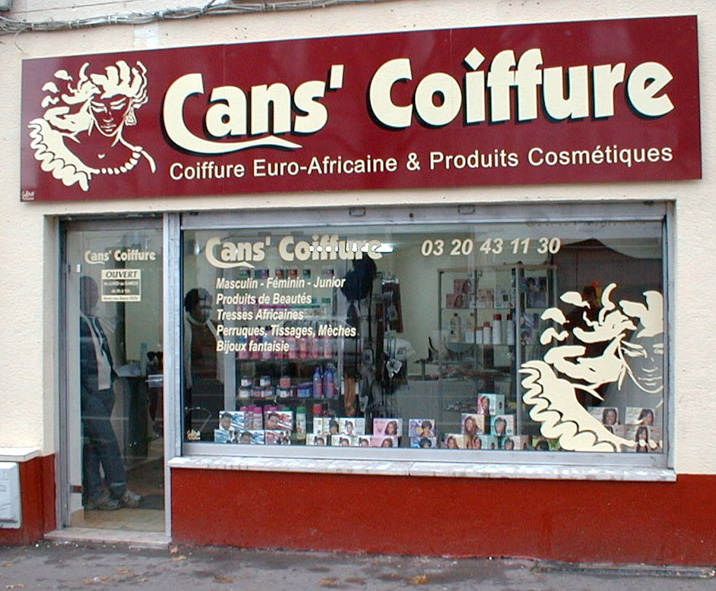 Cans' Coiffure
Coiffure Euro-Africaine & Produits Cosmétiques
Cans' Coiffure
OUVERT
Cans' Coiffure 03 20 43 11 30
Masculin - Féminin - Junior
Produits de Beautés
Tresses Africaines
Perruques, Tissages, Mèches
Bijoux fantaisie